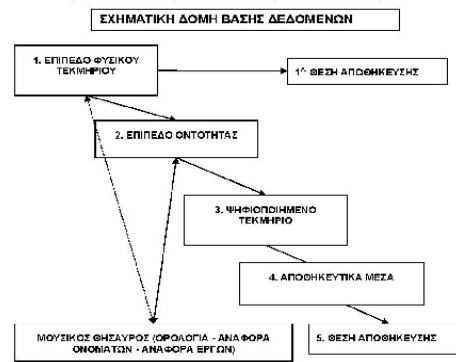 ΣΧΗΜΑΤΙΚΗ ΔΟΜΗ ΒΑΣΗΣ ΔΕΔΟΜΕΝΩΝ
1. ΕΠΙΠΕΔΟ ΦΥΣΙΚΟΥ
ΤΕΚΜΗΡΙΟΥ
1^. ΘΕΣΗ ΑΠΟΘΗΚΕΥΣΗΣ
2. ΕΠΙΠΕΔΟ ΟΝΤΟΤΗΤΑΣ
3. ΨΗΦΙΟΠΟΙΗΜΕΝΟ
ΤΕΚΜΗΡΙΟ
4. ΑΠΟΘΗΚΕΥΤΙΚΑ ΜΕΣΑ
ΜΟΥΣΙΚΟΣ ΘΗΣΑΥΡΟΣ (ΟΡΟΛΟΓΙΑ - ΑΝΑΦΟΡΑ
ΟΝΟΜΑΤΩΝ - ΑΝΑΦΟΡΑ ΕΡΓΩΝ)
5. ΘΕΣΗ ΑΠΟΘΗΚΕΥΣΗΣ